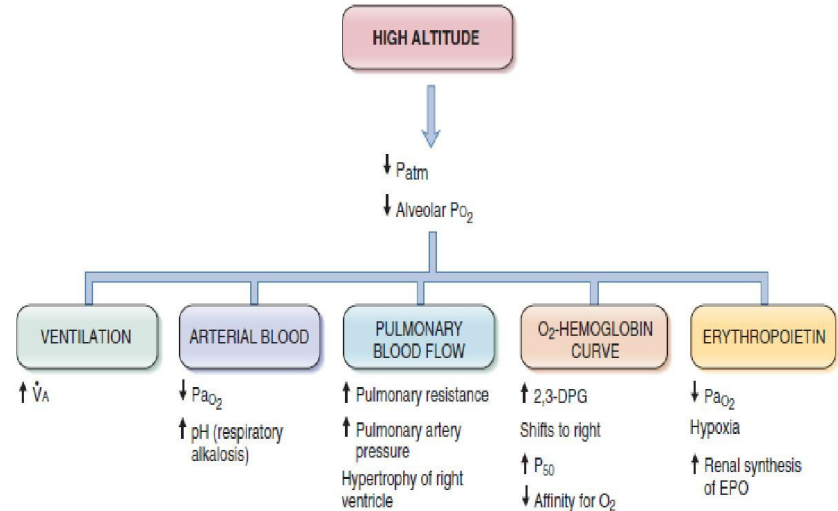 HIGH ALTITUDE
↓ Patm
↓ Alveolar PO₂
VENTILATION
↑ V̇A
ARTERIAL BLOOD
↓ PaO₂
↑ pH (respiratory
alkalosis)
PULMONARY
BLOOD FLOW
↑ Pulmonary resistance
↑ Pulmonary artery
pressure
Hypertrophy of right
ventricle
O₂-HEMOGLOBIN
CURVE
↑ 2,3-DPG
Shifts to right
↑ P₅₀
↓ Affinity for O₂
ERYTHROPOIETIN
↓ PaO₂
Hypoxia
↑ Renal synthesis
of EPO